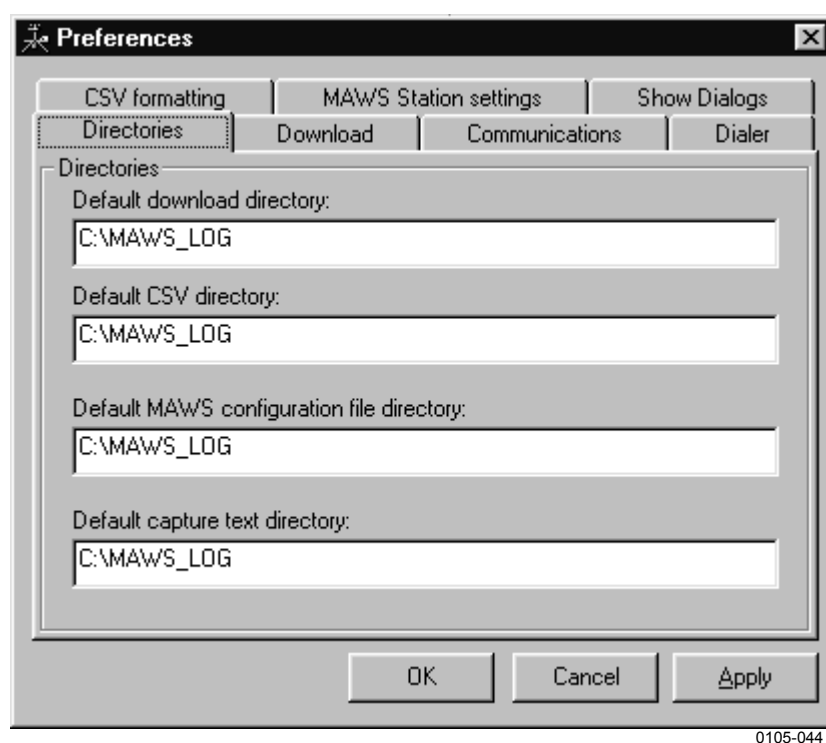 Preferences
CSV formatting MAWS Station settings Show Dialogs
Directories Download Communications Dialer
Directories
Default download directory:
C:\MAWS_LOG
Default CSV directory:
C:\MAWS_LOG
Default MAWS configuration file directory:
C:\MAWS_LOG
Default capture text directory:
C:\MAWS_LOG
OK Cancel Apply
0105-044